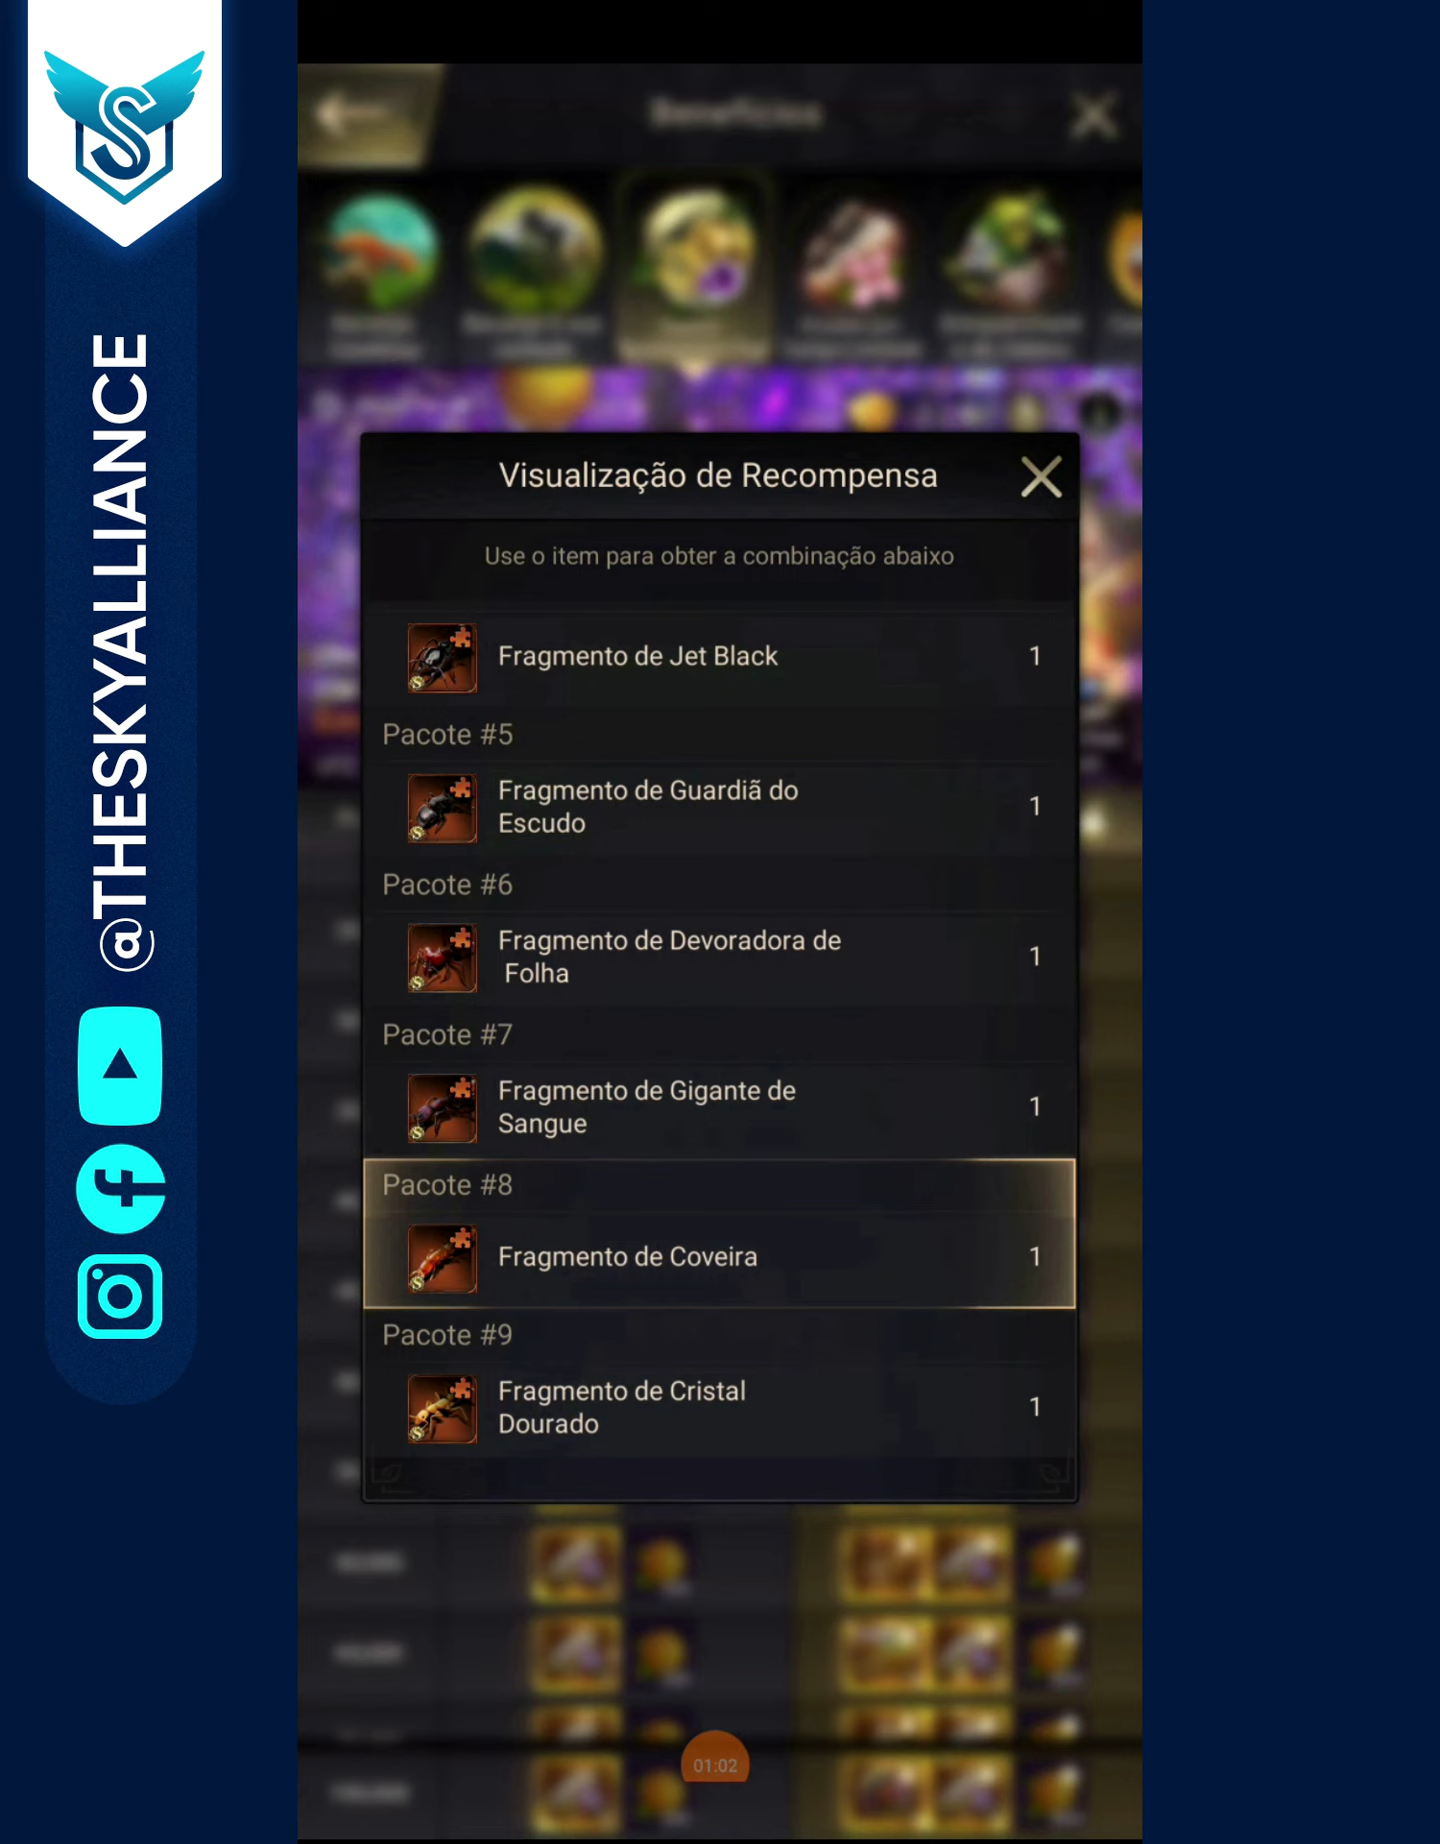 @THESKYALLIANCE
Benefícios
Visualização de Recompensa
Use o item para obter a combinação abaixo
Fragmento de Jet Black 1
Pacote #5
Fragmento de Guardiã do
Escudo
1
Pacote #6
Fragmento de Devoradora de
Folha
1
Pacote #7
Fragmento de Gigante de
Sangue
1
Pacote #8
Fragmento de Coveira 1
Pacote #9
Fragmento de Cristal
Dourado
1
01:02